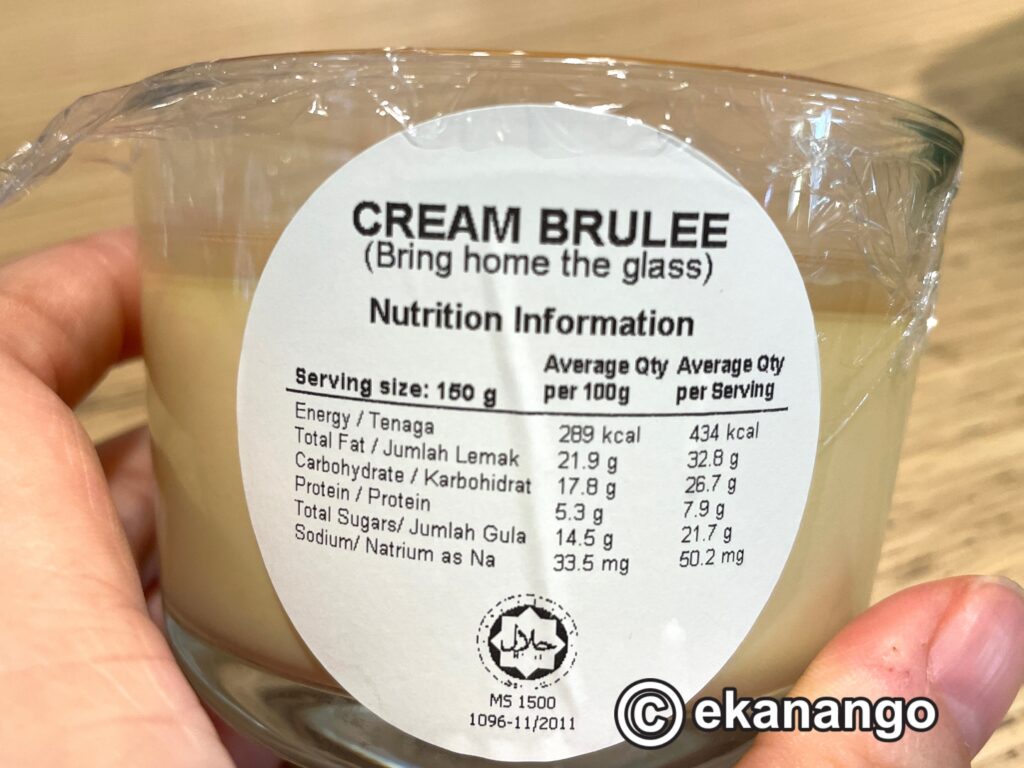 CREAM BRULEE
(Bring home the glass)
Nutrition Information
Serving size: 150 g Average Qty per 100g Average Qty per Serving
Energy / Tenaga 289 kcal 434 kcal
Total Fat / Jumlah Lemak 21.9 g 32.8 g
Carbohydrate / Karbohidrat 17.8 g 26.7 g
Protein / Protein 5.3 g 7.9 g
Total Sugars/ Jumlah Gula 14.5 g 21.7 g
Sodium/ Natrium as Na 33.5 mg 50.2 mg
حلال
MS 1500
1096-11/2011
© ekanango